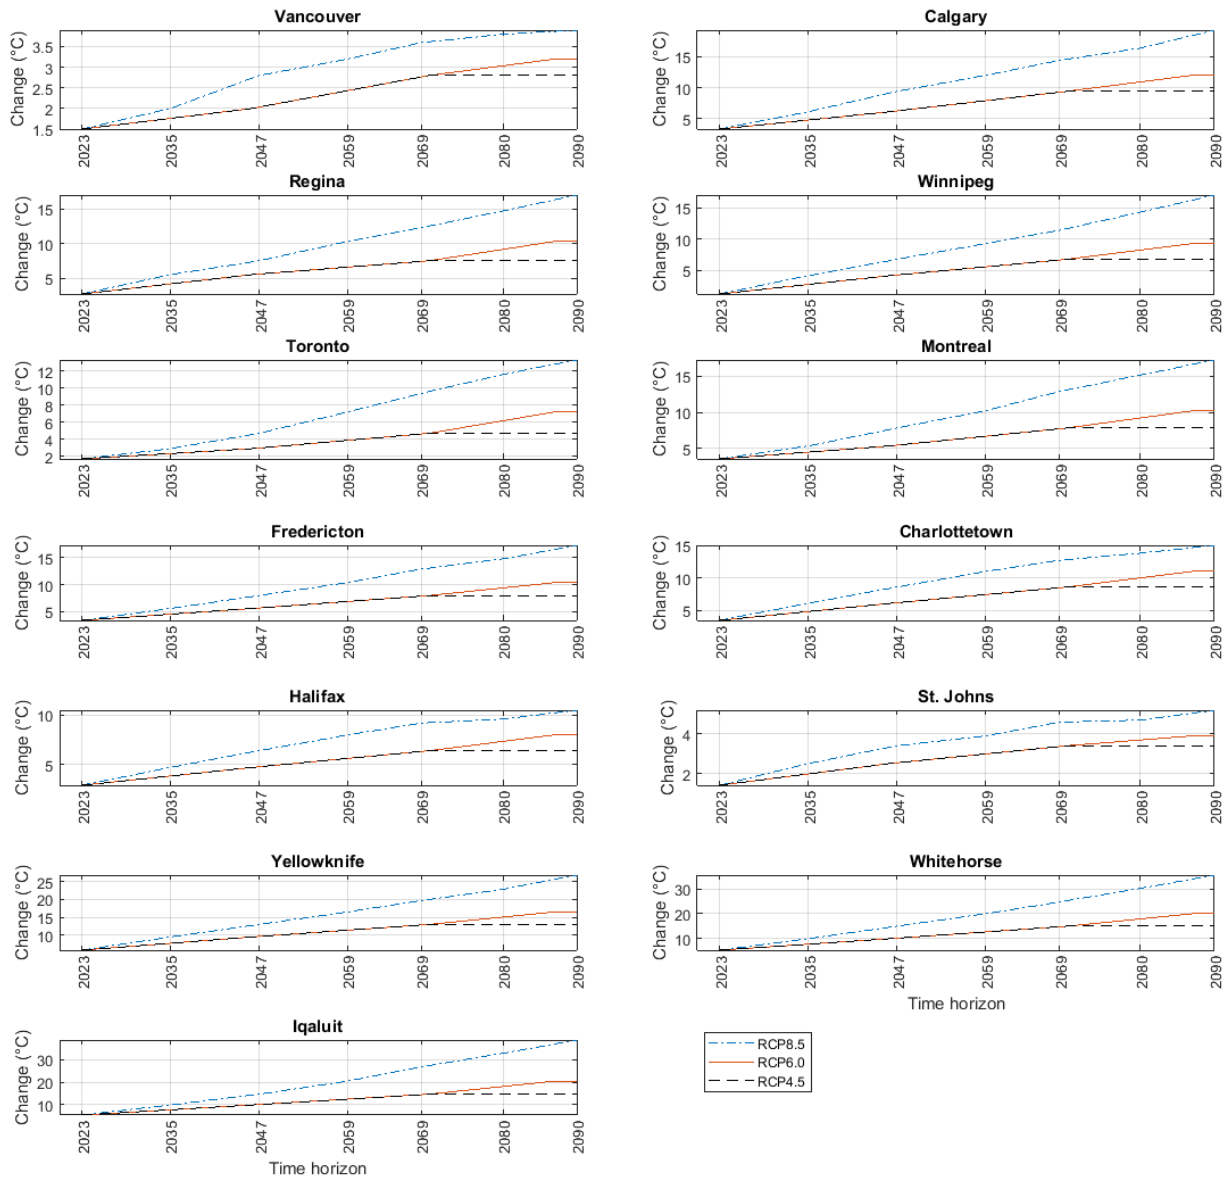 Vancouver
Change (°C)
3.5
3
2.5
2
1.5
2023 2035 2047 2059 2069 2080 2090
Calgary
Change (°C)
15
10
5
2023 2035 2047 2059 2069 2080 2090
Regina
Change (°C)
15
10
5
2023 2035 2047 2059 2069 2080 2090
Winnipeg
Change (°C)
15
10
5
2023 2035 2047 2059 2069 2080 2090
Toronto
Change (°C)
12
10
8
6
4
2
2023 2035 2047 2059 2069 2080 2090
Montreal
Change (°C)
15
10
5
2023 2035 2047 2059 2069 2080 2090
Fredericton
Change (°C)
15
10
5
2023 2035 2047 2059 2069 2080 2090
Charlottetown
Change (°C)
15
10
5
2023 2035 2047 2059 2069 2080 2090
Halifax
Change (°C)
10
5
2023 2035 2047 2059 2069 2080 2090
St. Johns
Change (°C)
4
2
2023 2035 2047 2059 2069 2080 2090
Yellowknife
Change (°C)
25
20
15
10
2023 2035 2047 2059 2069 2080 2090
Whitehorse
Change (°C)
30
20
10
2023 2035 2047 2059 2069 2080 2090
Time horizon
Iqaluit
Change (°C)
30
20
10
2023 2035 2047 2059 2069 2080 2090
Time horizon
RCP8.5
RCP6.0
RCP4.5